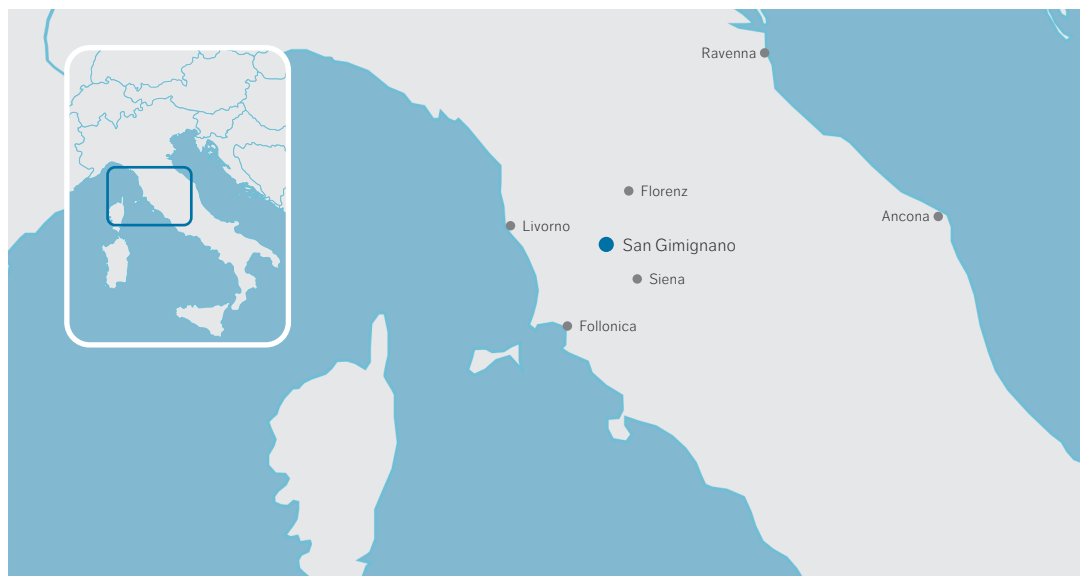 Ravenna
Florenz
Ancona
Livorno
San Gimignano
Siena
Follonica